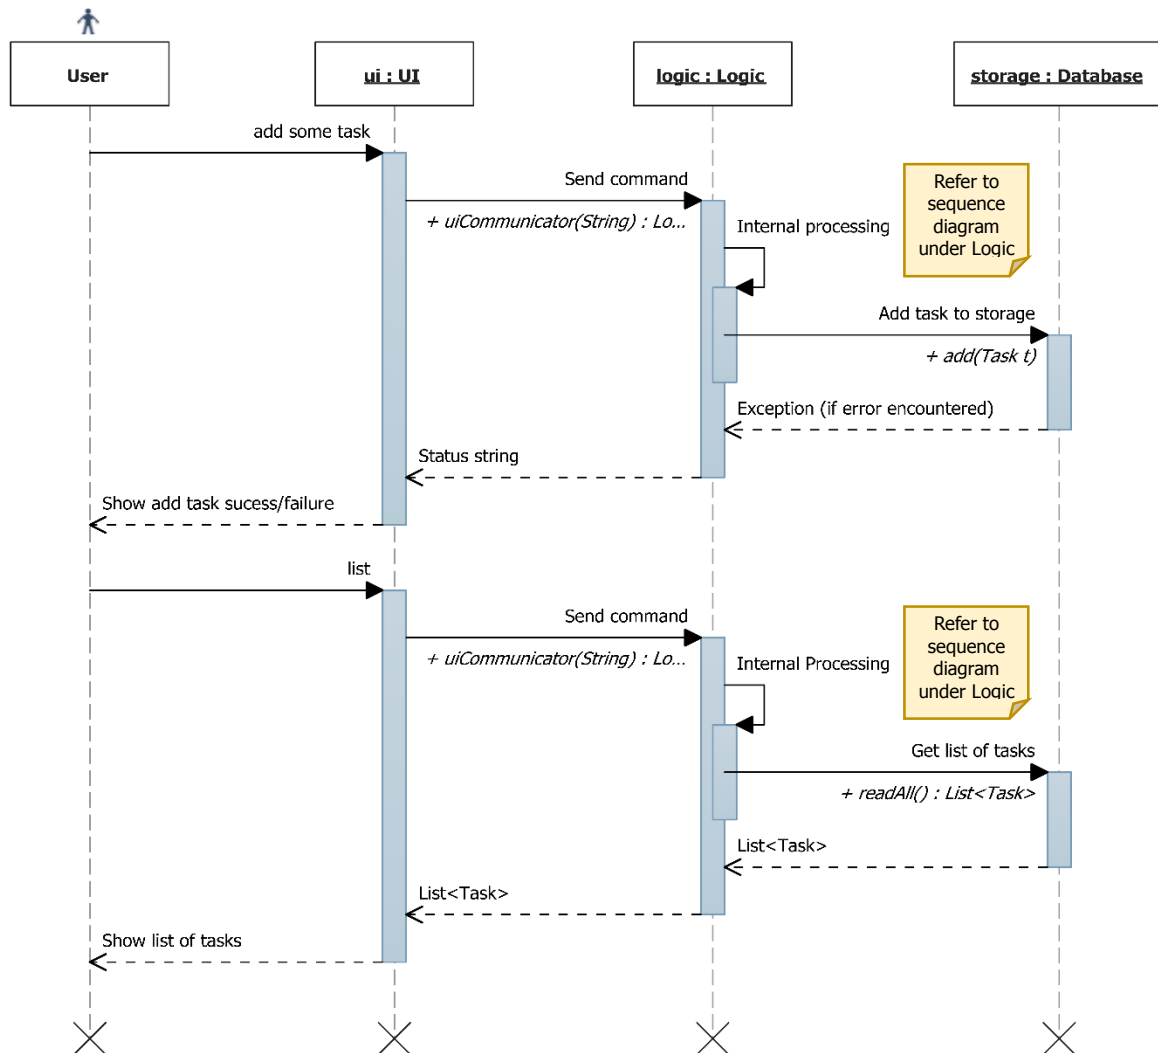 User
ui : UI
logic : Logic
storage : Database
add some task
Send command
+ uiCommunicator(String) : Lo...
Internal processing
Refer to
sequence
diagram
under Logic
Add task to storage
+ add(Task t)
Exception (if error encountered)
Status string
Show add task sucess/failure
list
Send command
+ uiCommunicator(String) : Lo...
Internal Processing
Refer to
sequence
diagram
under Logic
Get list of tasks
+ readAll() : List<Task>
List<Task>
List<Task>
Show list of tasks